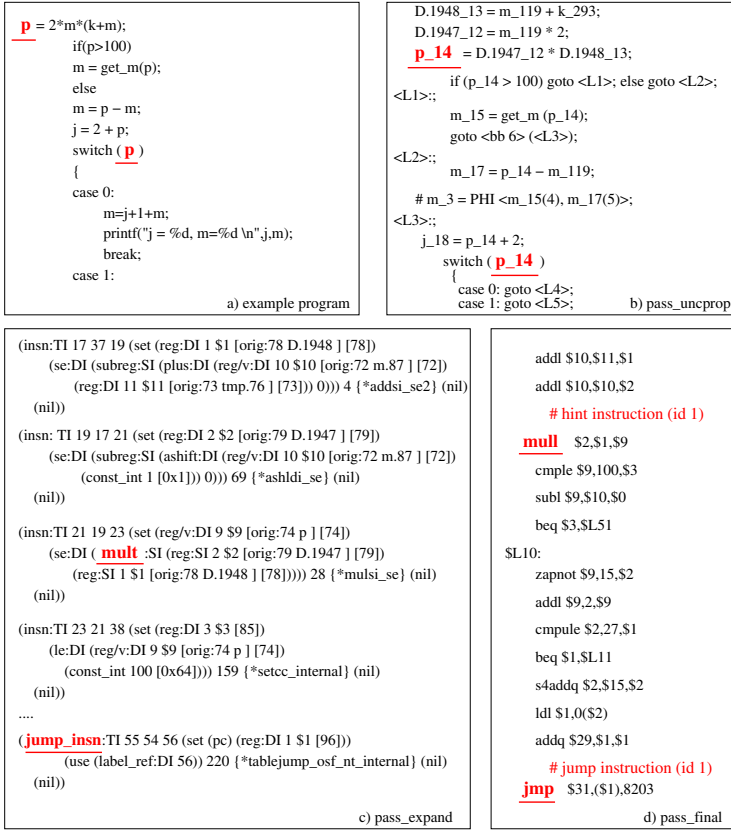 p = 2*m*(k+m);
if(p>100)
m = get_m(p);
else
m = p − m;
j = 2 + p;
switch ( p )
{
case 0:
m=j+1+m;
printf("j = %d, m=%d \n",j,m);
break;
case 1:
a) example program
D.1948_13 = m_119 + k_293;
D.1947_12 = m_119 * 2;
p_14 = D.1947_12 * D.1948_13;
if (p_14 > 100) goto <L1>; else goto <L2>;
<L1>:;
m_15 = get_m (p_14);
goto <bb 6> (<L3>);
<L2>:;
m_17 = p_14 − m_119;
# m_3 = PHI <m_15(4), m_17(5)>;
<L3>:;
j_18 = p_14 + 2;
switch ( p_14 )
{
case 0: goto <L4>;
case 1: goto <L5>;
b) pass_uncprop
(insn:TI 17 37 19 (set (reg:DI 1 $1 [orig:78 D.1948 ] [78])
(se:DI (subreg:SI (plus:DI (reg/v:DI 10 $10 [orig:72 m.87 ] [72])
(reg:DI 11 $11 [orig:73 tmp.76 ] [73])) 0))) 4 {*addsi_se2} (nil)
(nil))
(insn: TI 19 17 21 (set (reg:DI 2 $2 [orig:79 D.1947 ] [79])
(se:DI (subreg:SI (ashift:DI (reg/v:DI 10 $10 [orig:72 m.87 ] [72])
(const_int 1 [0x1])) 0))) 69 {*ashldi_se} (nil)
(nil))
(insn:TI 21 19 23 (set (reg/v:DI 9 $9 [orig:74 p ] [74])
(se:DI ( mult :SI (reg:SI 2 $2 [orig:79 D.1947 ] [79])
(reg:SI 1 $1 [orig:78 D.1948 ] [78])))) 28 {*mulsi_se} (nil)
(nil))
(insn:TI 23 21 38 (set (reg:DI 3 $3 [85])
(le:DI (reg/v:DI 9 $9 [orig:74 p ] [74])
(const_int 100 [0x64]))) 159 {*setcc_internal} (nil)
(nil))
....
(jump_insn:TI 55 54 56 (set (pc) (reg:DI 1 $1 [96]))
(use (label_ref:DI 56)) 220 {*tablejump_osf_nt_internal} (nil)
(nil))
c) pass_expand
addl $10,$11,$1
addl $10,$10,$2
# hint instruction (id 1)
mull $2,$1,$9
cmple $9,100,$3
subl $9,$10,$0
beq $3,$L51
$L10:
zapnot $9,15,$2
addl $9,2,$9
cmpule $2,27,$1
beq $1,$L11
s4addq $2,$15,$2
ldl $1,0($2)
addq $29,$1,$1
# jump instruction (id 1)
jmp $31,($1),8203
d) pass_final